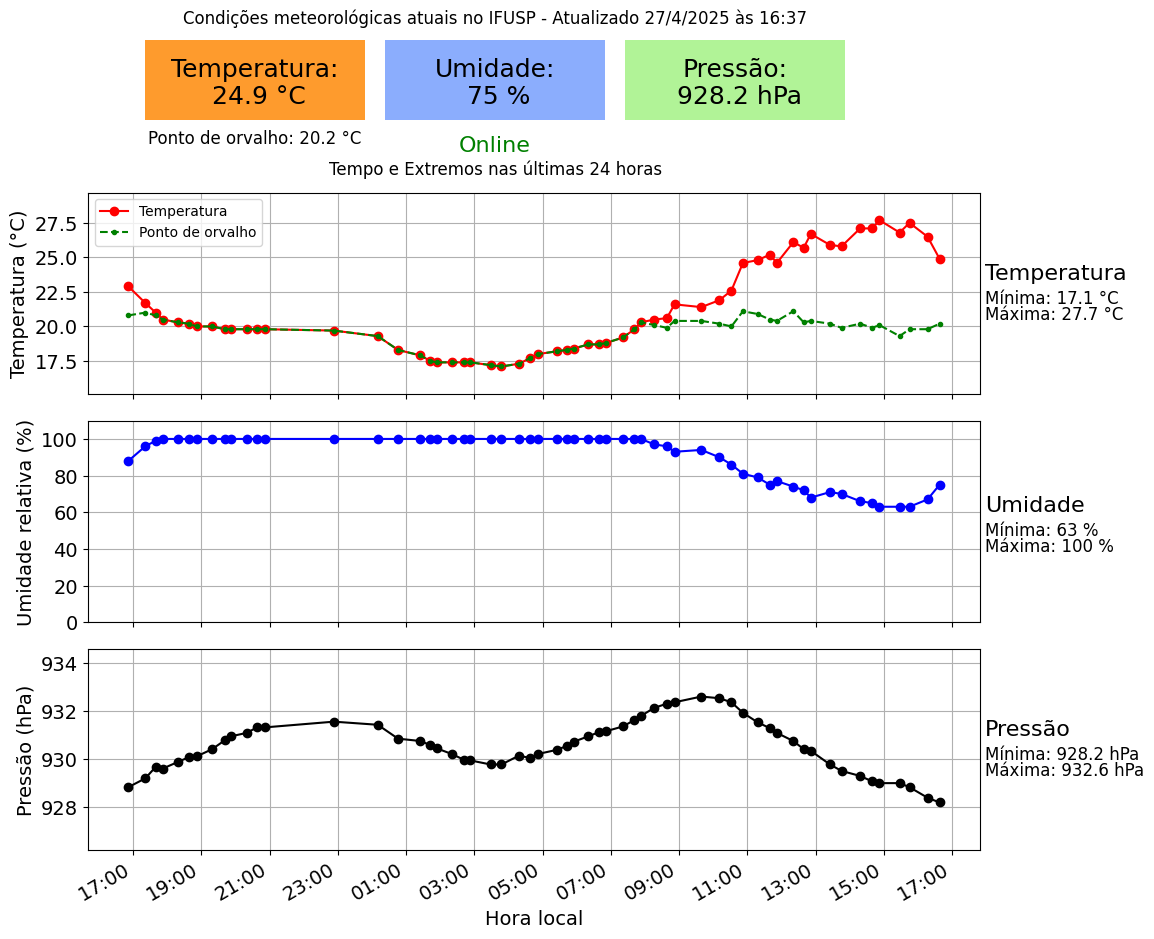 Condições meteorológicas atuais no IFUSP - Atualizado 27/4/2025 às 16:37
Temperatura:
24.9 °C
Umidade:
75 %
Pressão:
928.2 hPa
Ponto de orvalho: 20.2 °C
Online
Tempo e Extremos nas últimas 24 horas
Temperatura (°C)
27.5
25.0
22.5
20.0
17.5
Temperatura
Ponto de orvalho
Temperatura
Mínima: 17.1 °C
Máxima: 27.7 °C
Umidade relativa (%)
100
80
60
40
20
0
Umidade
Mínima: 63 %
Máxima: 100 %
Pressão (hPa)
934
932
930
928
Pressão
Mínima: 928.2 hPa
Máxima: 932.6 hPa
17:00 19:00 21:00 23:00 01:00 03:00 05:00 07:00 09:00 11:00 13:00 15:00 17:00
Hora local